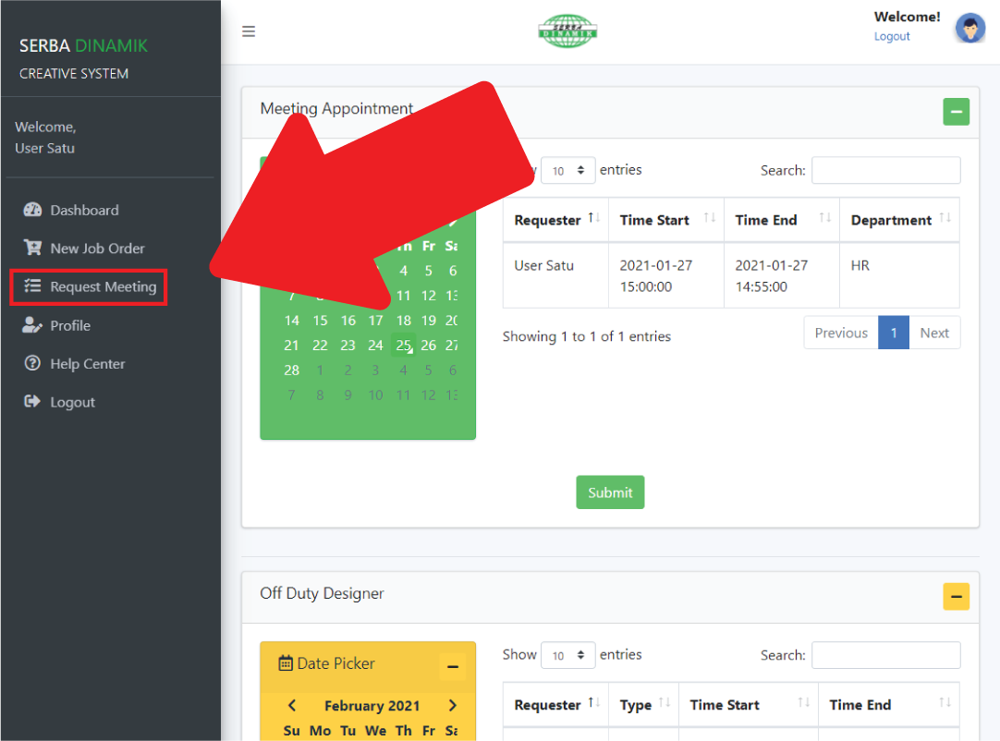 SERBA DINAMIK
CREATIVE SYSTEM
Welcome,
User Satu
Dashboard
New Job Order
Request Meeting
Profile
Help Center
Logout
SERBA
DINAMIK
Welcome!
Logout
Meeting Appointment
10 entries
Search:
Th Fr Sa
4 5 6
11 12 13
14 15 16 17 18 19 20
21 22 23 24 25 26 27
28 1 2 3 4 5 6
7 8 9 10 11 12 13
Requester Time Start Time End Department
User Satu 2021-01-27 2021-01-27 HR
15:00:00 14:55:00
Showing 1 to 1 of 1 entries
Previous 1 Next
Submit
Off Duty Designer
Date Picker
February 2021
Su Mo Tu We Th Fr Sa
Show 10 entries
Search:
Requester Type Time Start Time End